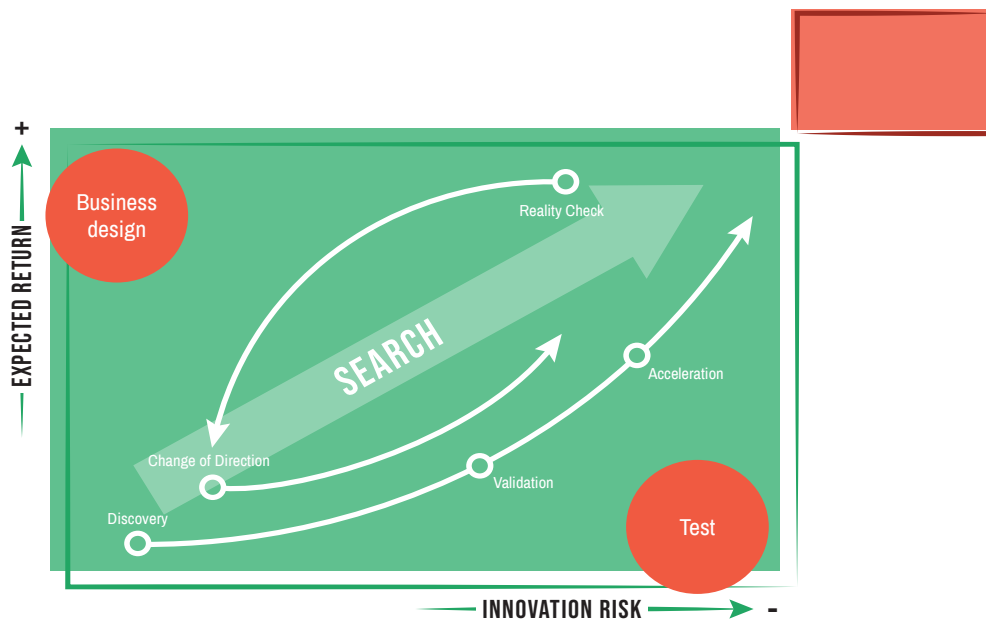 +
EXPECTED RETURN
Business
design
Reality Check
SEARCH
Acceleration
Change of Direction
Validation
Discovery
Test
INNOVATION RISK
-